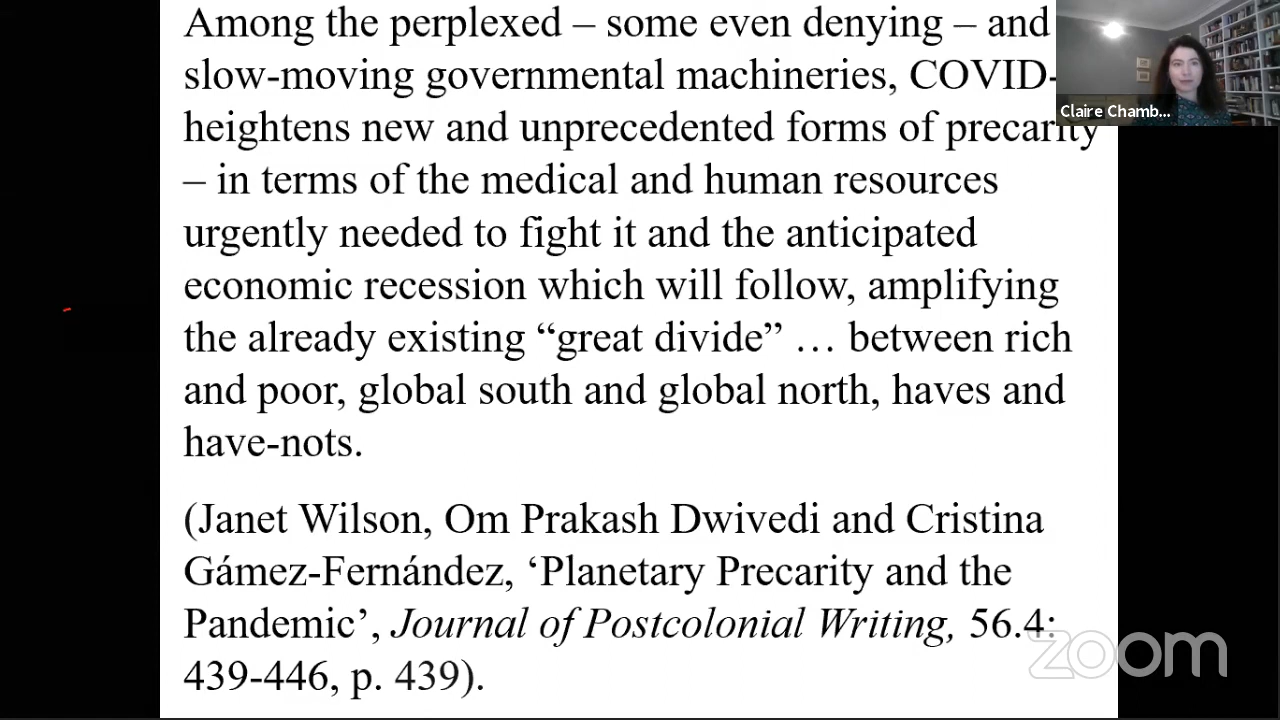 Among the perplexed – some even denying – and
slow-moving governmental machineries, COVID-
heightens new and unprecedented forms of precarity
– in terms of the medical and human resources
urgently needed to fight it and the anticipated
economic recession which will follow, amplifying
the already existing “great divide” … between rich
and poor, global south and global north, haves and
have-nots.
(Janet Wilson, Om Prakash Dwivedi and Cristina
Gámez-Fernández, ‘Planetary Precarity and the
Pandemic’, Journal of Postcolonial Writing, 56.4:
439-446, p. 439).
Claire Chamb...
zoom